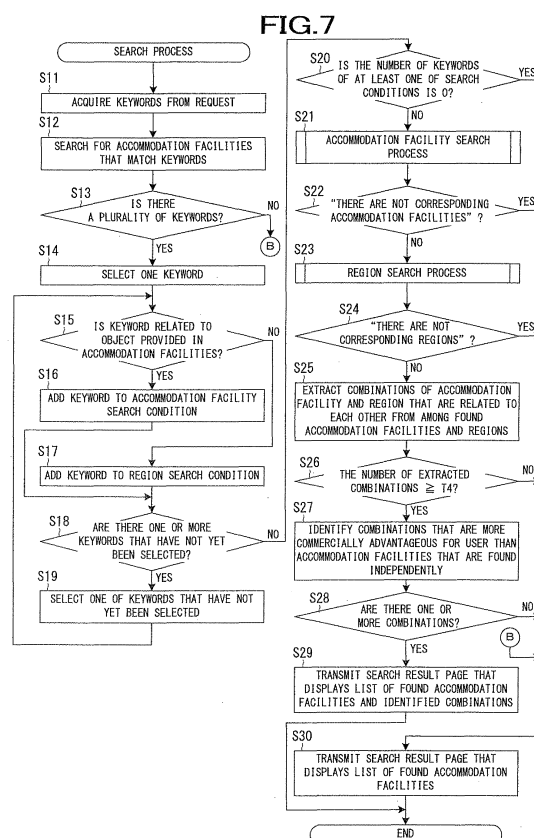 FIG.7
SEARCH PROCESS
S11
ACQUIRE KEYWORDS FROM REQUEST
S12
SEARCH FOR ACCOMMODATION FACILITIES
THAT MATCH KEYWORDS
S13
IS THERE
A PLURALITY OF KEYWORDS?
NO
B
YES
S14
SELECT ONE KEYWORD
S15
IS KEYWORD RELATED TO
OBJECT PROVIDED IN
ACCOMMODATION FACILITIES?
NO
YES
S16
ADD KEYWORD TO ACCOMMODATION FACILITY
SEARCH CONDITION
S17
ADD KEYWORD TO REGION SEARCH CONDITION
S18
ARE THERE ONE OR MORE
KEYWORDS THAT HAVE NOT YET
BEEN SELECTED?
NO
YES
S19
SELECT ONE OF KEYWORDS THAT HAVE NOT
YET BEEN SELECTED
S20
IS THE NUMBER OF KEYWORDS
OF AT LEAST ONE OF SEARCH
CONDITIONS IS 0?
YES
NO
S21
ACCOMMODATION FACILITY SEARCH
PROCESS
S22
"THERE ARE NOT CORRESPONDING
ACCOMMODATION FACILITIES" ?
YES
NO
S23
REGION SEARCH PROCESS
S24
"THERE ARE NOT
CORRESPONDING REGIONS" ?
YES
NO
S25
EXTRACT COMBINATIONS OF ACCOMMODATION
FACILITY AND REGION THAT ARE RELATED TO
EACH OTHER FROM AMONG FOUND
ACCOMMODATION FACILITIES AND REGIONS
S26
THE NUMBER OF EXTRACTED
COMBINATIONS ≧ T4?
NO
YES
S27
IDENTIFY COMBINATIONS THAT ARE MORE
COMMERCIALLY ADVANTAGEOUS FOR USER THAN
ACCOMMODATION FACILITIES THAT ARE FOUND
INDEPENDENTLY
S28
ARE THERE ONE OR
MORE COMBINATIONS?
NO
B
YES
S29
TRANSMIT SEARCH RESULT PAGE THAT
DISPLAYS LIST OF FOUND ACCOMMODATION
FACILITIES AND IDENTIFIED COMBINATIONS
S30
TRANSMIT SEARCH RESULT PAGE THAT
DISPLAYS LIST OF FOUND ACCOMMODATION
FACILITIES
END